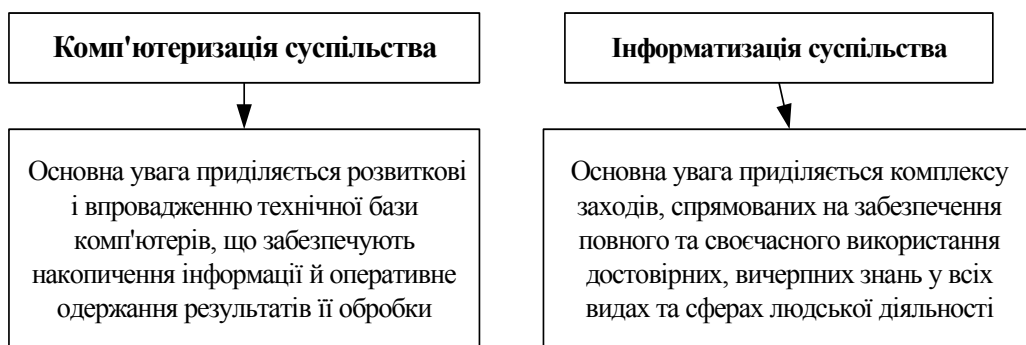 Комп'ютеризація суспільства
Основна увага приділяється розвиткові
і впровадженню технічної бази
комп'ютерів, що забезпечують
накопичення інформації й оперативне
одержання результатів її обробки
Інформатизація суспільства
Основна увага приділяється комплексу
заходів, спрямованих на забезпечення
повного та своєчасного використання
достовірних, вичерпних знань у всіх
видах та сферах людської діяльності